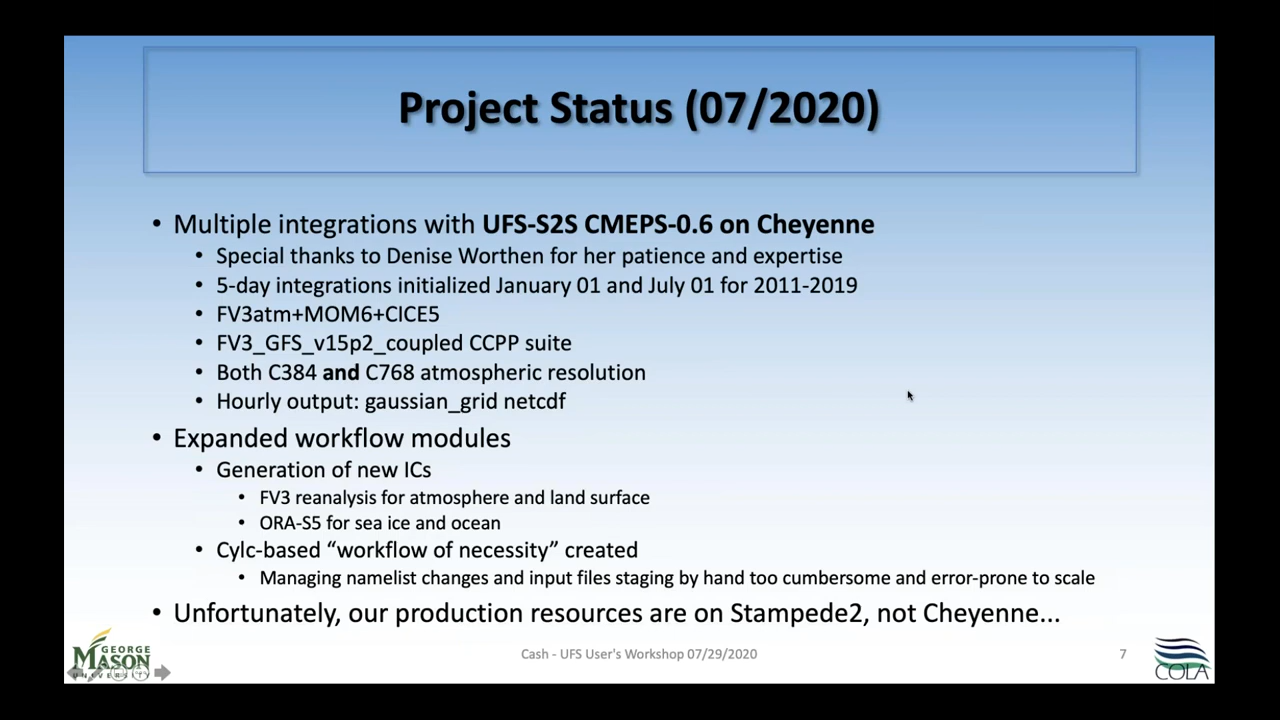 Project Status (07/2020)
• Multiple integrations with UFS-S2S CMEPS-0.6 on Cheyenne
• Special thanks to Denise Worthen for her patience and expertise
• 5-day integrations initialized January 01 and July 01 for 2011-2019
• FV3atm+MOM6+CICE5
• FV3_GFS_v15p2_coupled CCPP suite
• Both C384 and C768 atmospheric resolution
• Hourly output: gaussian_grid netcdf
• Expanded workflow modules
• Generation of new ICs
• FV3 reanalysis for atmosphere and land surface
• ORA-S5 for sea ice and ocean
• Cylc-based “workflow of necessity” created
• Managing namelist changes and input files staging by hand too cumbersome and error-prone to scale
• Unfortunately, our production resources are on Stampede2, not Cheyenne...
GEORGE
MASON
UNIVERSITY
Cash - UFS User's Workshop 07/29/2020
7
COLA